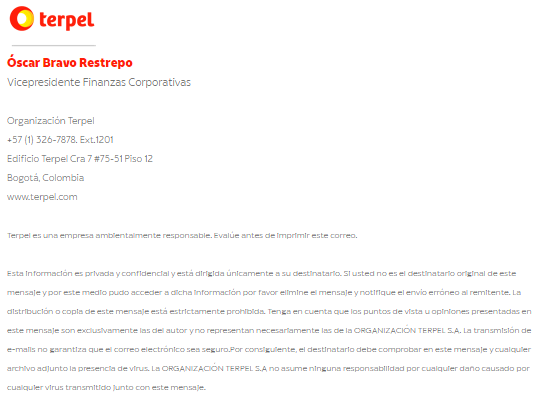 terpel
Óscar Bravo Restrepo
Vicepresidente Finanzas Corporativas
Organización Terpel
+57 (1) 326-7878. Ext.1201
Edificio Terpel Cra 7 #75-51 Piso 12
Bogotá, Colombia
www.terpel.com
Terpel es una empresa ambientalmente responsable. Evalúe antes de imprimir este correo.
Esta información es privada y confidencial y está dirigida únicamente a su destinatario. Si usted no es el destinatario original de este
mensaje y por este medio pudo acceder a dicha información por favor elimine el mensaje y notifique el envío erróneo al remitente. La
distribución o copia de este mensaje está estrictamente prohibida. Tenga en cuenta que los puntos de vista u opiniones presentadas en
este mensaje son exclusivamente las del autor y no representan necesariamente las de la ORGANIZACIÓN TERPEL S.A. La transmisión de
e-mails no garantiza que el correo electrónico sea seguro.Por consiguiente, el destinatario debe comprobar en este mensaje y cualquier
archivo adjunto la presencia de virus. La ORGANIZACIÓN TERPEL S.A no asume ninguna responsabilidad por cualquier daño causado por
cualquier virus transmitido junto con este mensaje.